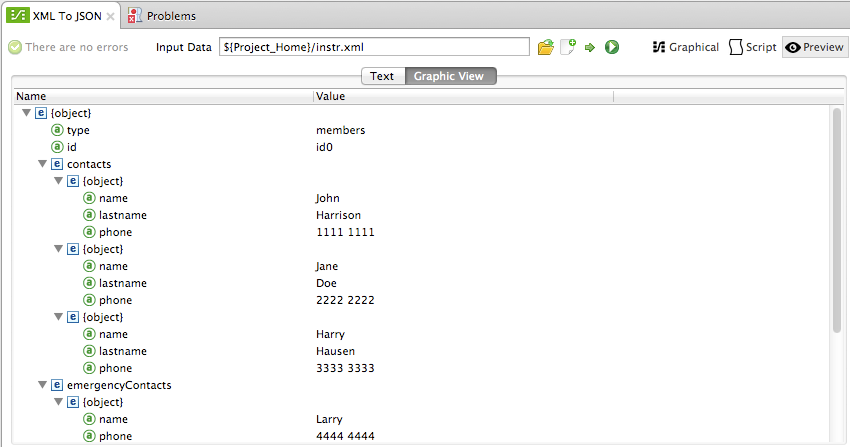 XML To JSON Problems
There are no errors Input Data ${Project_Home}/instr.xml Graphical Script Preview
Text Graphic View
Name Value
{object}
type members
id id0
contacts
{object}
name John
lastname Harrison
phone 1111 1111
{object}
name Jane
lastname Doe
phone 2222 2222
{object}
name Harry
lastname Hausen
phone 3333 3333
emergencyContacts
{object}
name Larry
phone 4444 4444